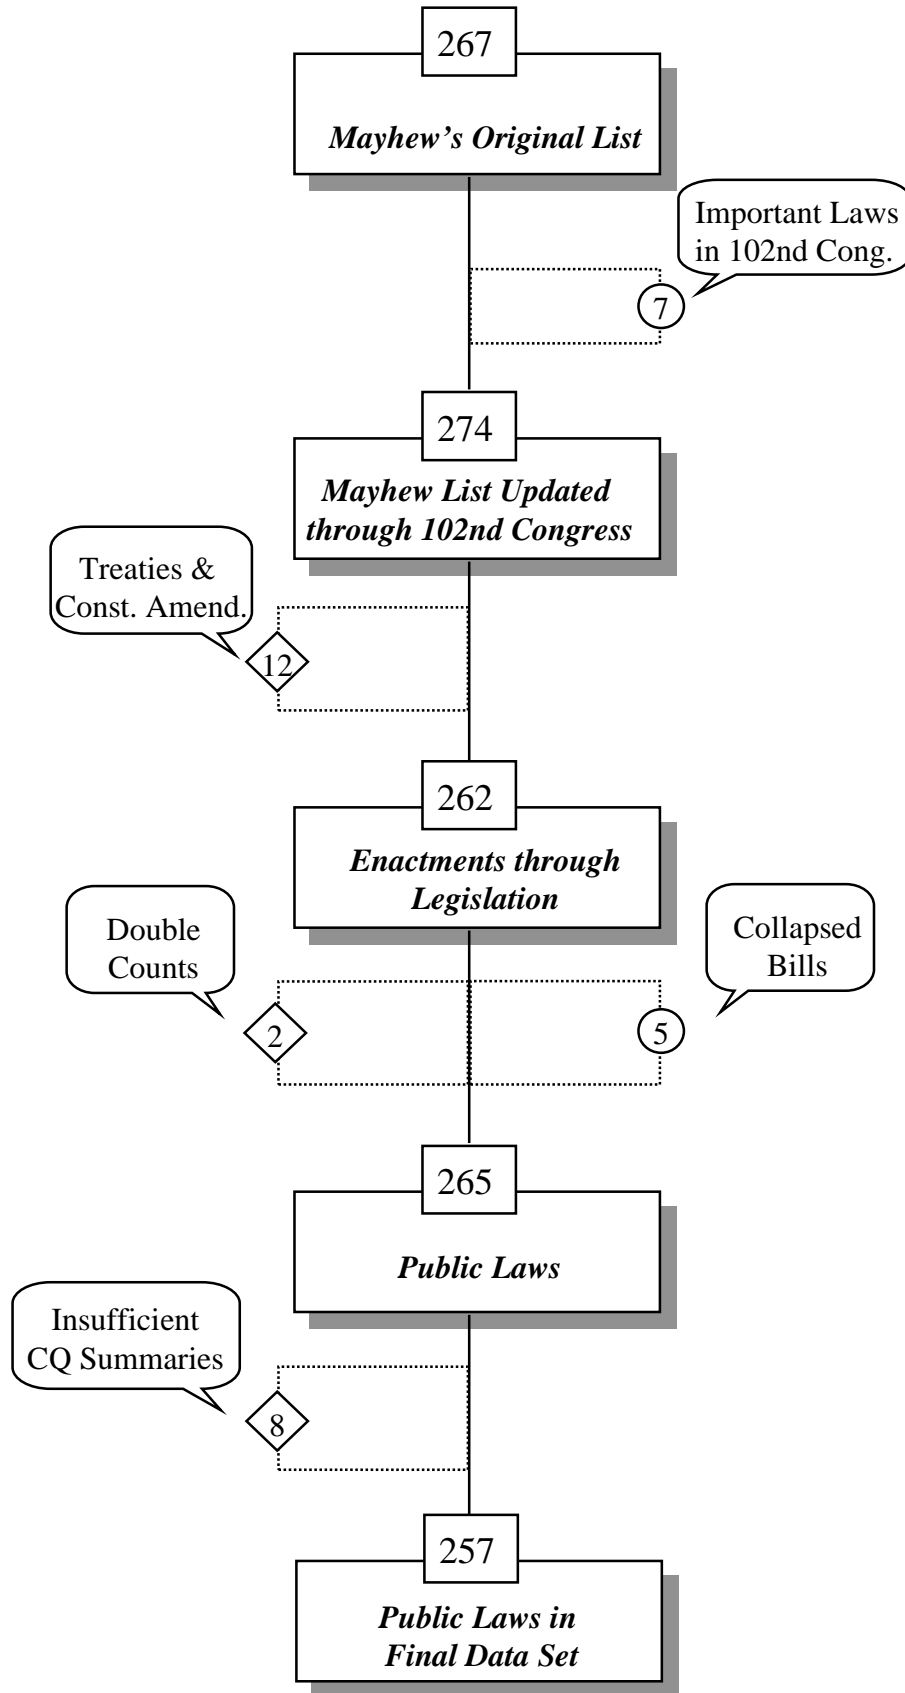 267
Mayhew's Original List
Important Laws
in 102nd Cong.
7
274
Mayhew List Updated
through 102nd Congress
Treaties &
Const. Amend.
12
262
Enactments through
Legislation
Double
Counts
Collapsed
Bills
2
5
265
Public Laws
Insufficient
CQ Summaries
8
257
Public Laws in
Final Data Set